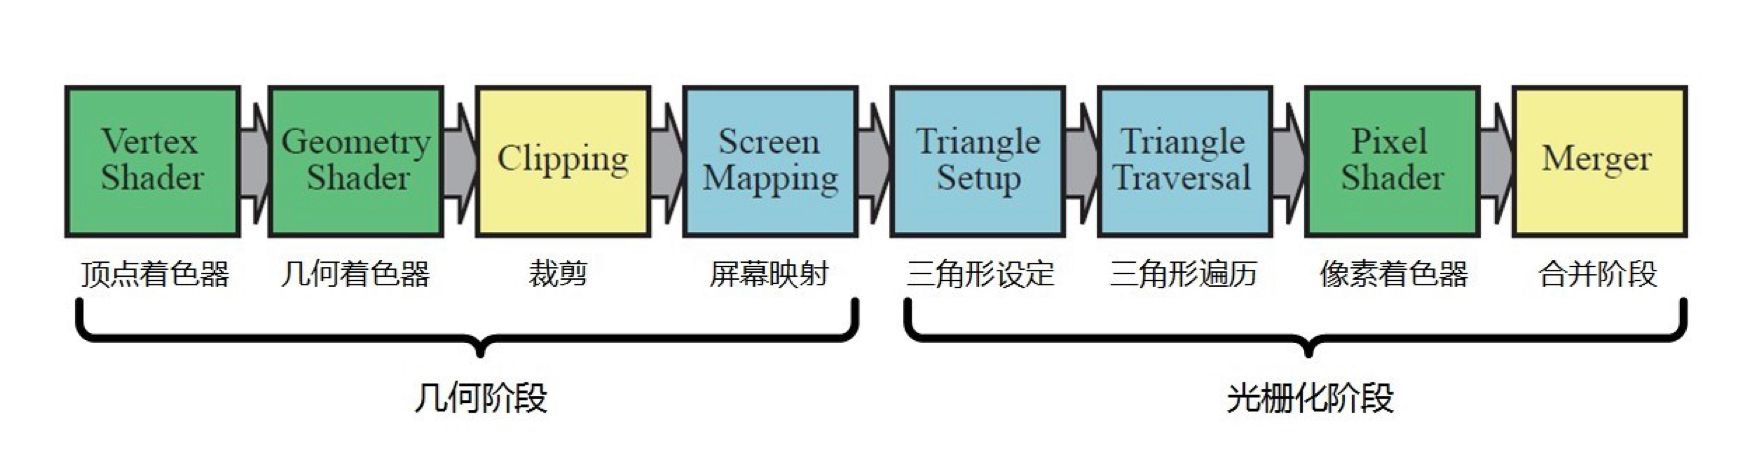 Vertex
Shader
Geometry
Shader
Clipping
Screen
Mapping
Triangle
Setup
Triangle
Traversal
Pixel
Shader
Merger
顶点着色器
几何着色器
裁剪
屏幕映射
三角形设定
三角形遍历
像素着色器
合并阶段
几何阶段
光栅化阶段